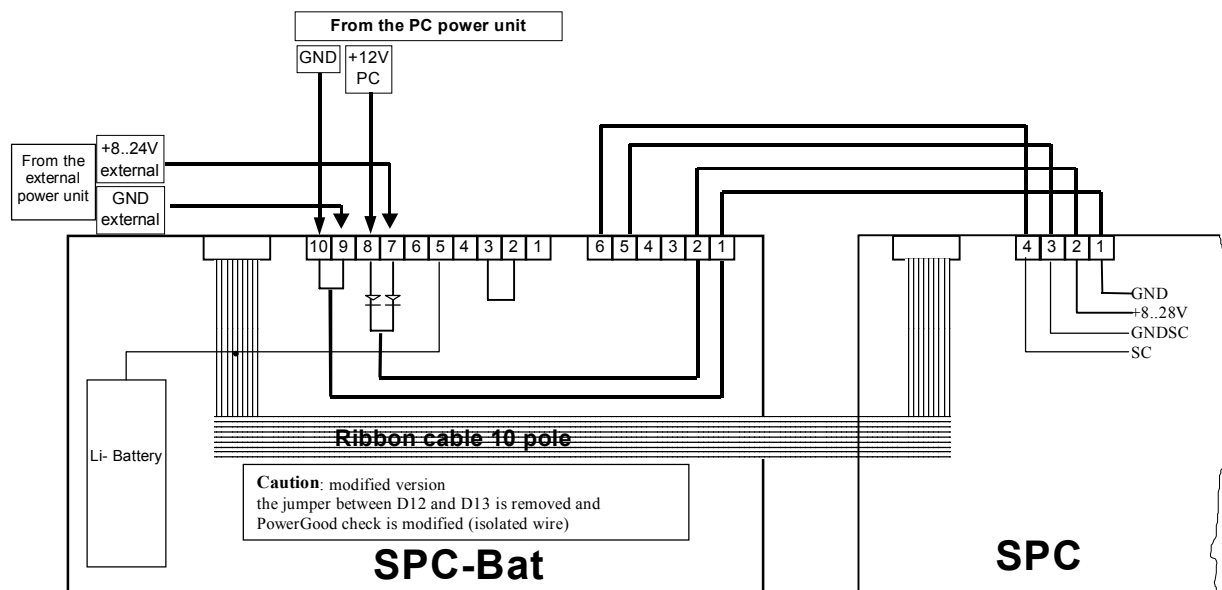 From the PC power unit
GND
+12V
PC
From the
external
power unit
+8..24V
external
GND
external
10 9 8 7 6 5 4 3 2 1
6 5 4 3 2 1
4 3 2 1
GND
+8..28V
GNDSC
SC
Li- Battery
Ribbon cable 10 pole
Caution: modified version
the jumper between D12 and D13 is removed and
PowerGood check is modified (isolated wire)
SPC-Bat
SPC